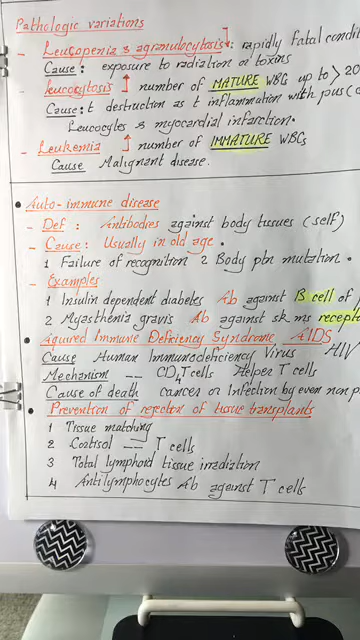 Pathologic variations
- Leucopenia & agranulocytosis ↓: rapidly Fatal condit
Cause: exposure to radiation or toxins
- Leucocytosis ↑ number of MATURE WBC up to > 20
Cause: t destruction as t inflammation with pus (
Leucocytes & myocardial infarction.
- Leukemia ↑ number of IMMATURE WBCs
Cause Malignant disease.
• Auto-immune disease
- Def: Antibodies against body tissues (self)
- Cause: Usually in old age.
1 Failure of recognition 2 Body ptn mutation.
- Examples
1 Insulin dependent diabetes Ab against B cell of
2 Myasthenia gravis Ab against sk ms recept
• Aquired Immune Deficiency Syndrome AIDS
Cause Human Immunodeficiency Virus HIV
Mechanism CD4 T cells Helper T cells
Cause of death cancer or Infection by even non p
• Prevention of rejection of tissue transplants
1 Tissue matching
2 Cortisol T cells
3 Total lymphoid tissue irradiation
4 Antilymphocytes Ab against T cells